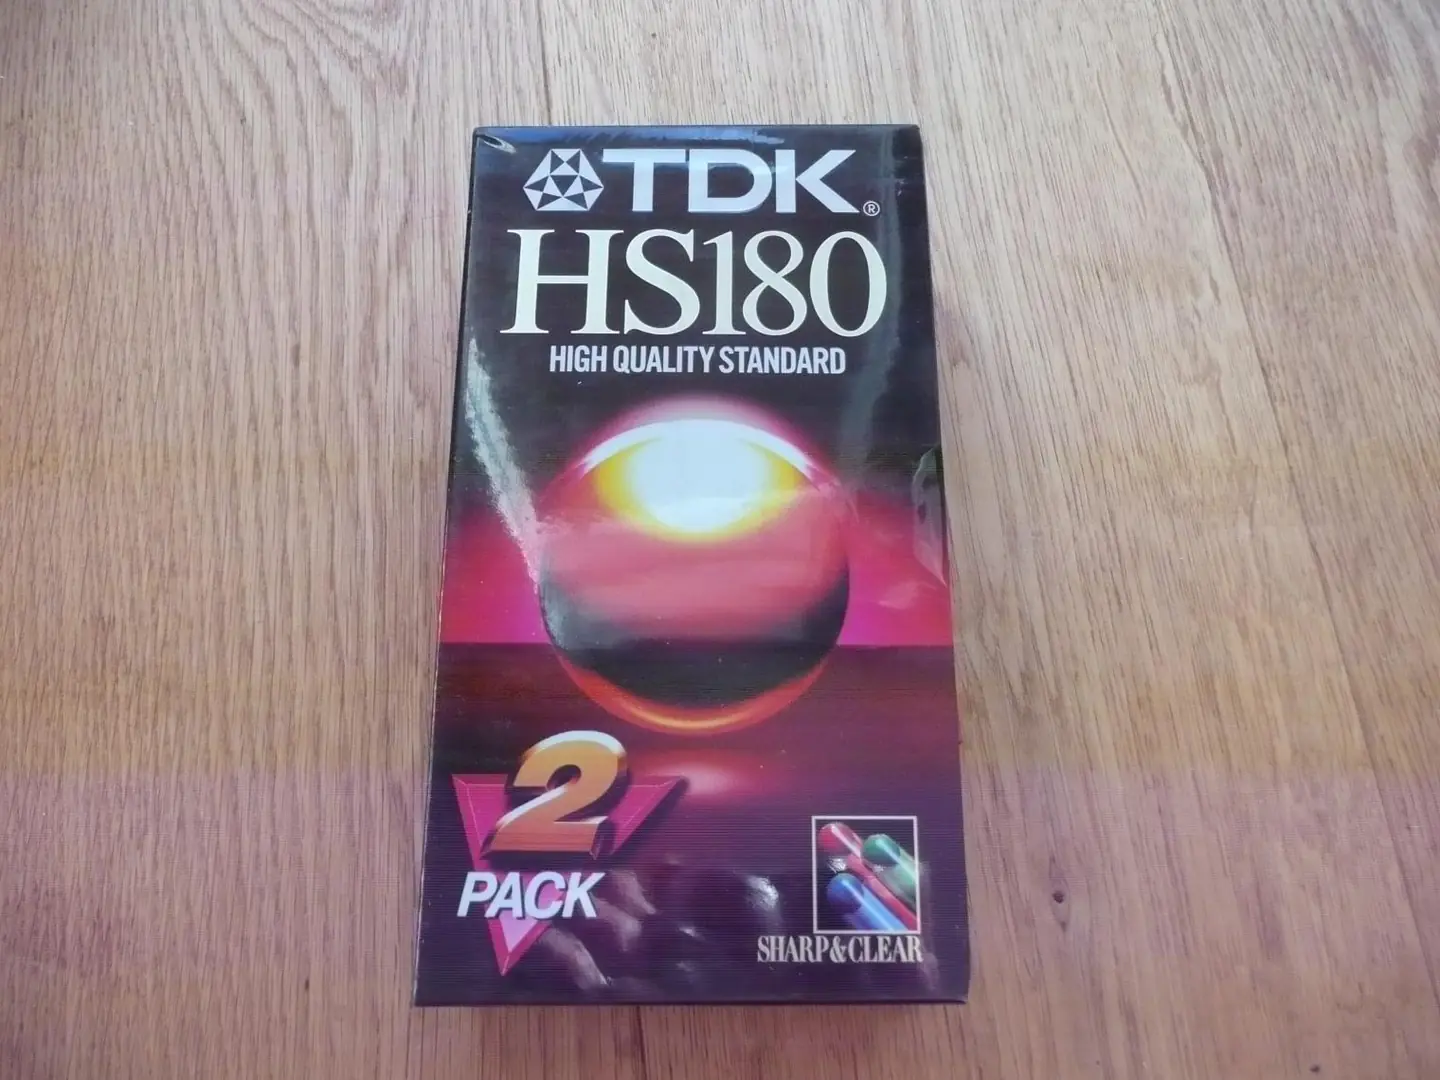 TDK®
HS180
HIGH QUALITY STANDARD
2
PACK
SHARP&CLEAR